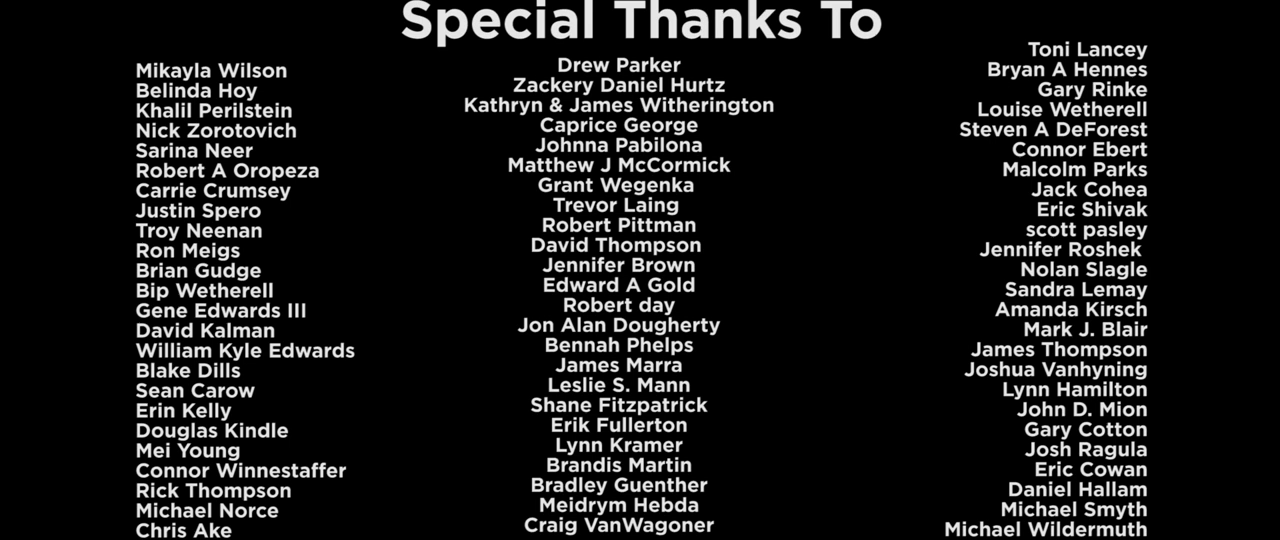 Special Thanks To
Mikayla Wilson
Belinda Hoy
Khalil Perilstein
Nick Zorotovich
Sarina Neer
Robert A Oropeza
Carrie Crumsey
Justin Spero
Troy Neenan
Ron Meigs
Brian Gudge
Bip Wetherell
Gene Edwards III
David Kalman
William Kyle Edwards
Blake Dills
Sean Carow
Erin Kelly
Douglas Kindle
Mei Young
Connor Winnestaffer
Rick Thompson
Michael Norce
Chris Ake
Drew Parker
Zackery Daniel Hurtz
Kathryn & James Witherington
Caprice George
Johnna Pabilona
Matthew J McCormick
Grant Wegenka
Trevor Laing
Robert Pittman
David Thompson
Jennifer Brown
Edward A Gold
Robert day
Jon Alan Dougherty
Bennah Phelps
James Marra
Leslie S. Mann
Shane Fitzpatrick
Erik Fullerton
Lynn Kramer
Brandis Martin
Bradley Guenther
Meidrym Hebda
Craig VanWagoner
Toni Lancey
Bryan A Hennes
Gary Rinke
Louise Wetherell
Steven A DeForest
Connor Ebert
Malcolm Parks
Jack Cohea
Eric Shivak
scott pasley
Jennifer Roshek
Nolan Slagle
Sandra Lemay
Amanda Kirsch
Mark J. Blair
James Thompson
Joshua Vanhyning
Lynn Hamilton
John D. Mion
Gary Cotton
Josh Ragula
Eric Cowan
Daniel Hallam
Michael Smyth
Michael Wildermuth